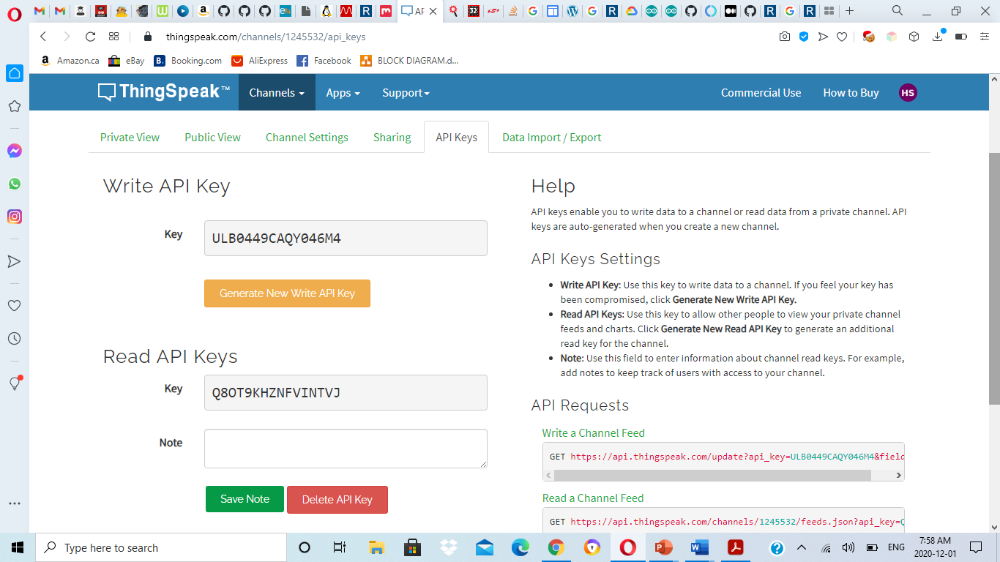 AF
thingspeak.com/channels/1245532/api_keys
Amazon.ca eBay Booking.com AliExpress Facebook BLOCK DIAGRAM.d...
ThingSpeak™ Channels Apps Support Commercial Use How to Buy HS
Private View Public View Channel Settings Sharing API Keys Data Import / Export
Write API Key
Key
ULB0449CAQY046M4
Generate New Write API Key
Read API Keys
Key
Q8OT9KHZNFVINTVJ
Note
Save Note Delete API Key
Help
API keys enable you to write data to a channel or read data from a private channel. API
keys are auto-generated when you create a new channel.
API Keys Settings
• Write API Key: Use this key to write data to a channel. If you feel your key has
been compromised, click Generate New Write API Key.
• Read API Keys: Use this key to allow other people to view your private channel
feeds and charts. Click Generate New Read API Key to generate an additional
read key for the channel.
• Note: Use this field to enter information about channel read keys. For example,
add notes to keep track of users with access to your channel.
API Requests
Write a Channel Feed
GET https://api.thingspeak.com/update?api_key=ULB0449CAQY046M4&field
Read a Channel Feed
GET https://api.thingspeak.com/channels/1245532/feeds.json?api_key=Q
Type here to search
ENG
7:58 AM
2020-12-01